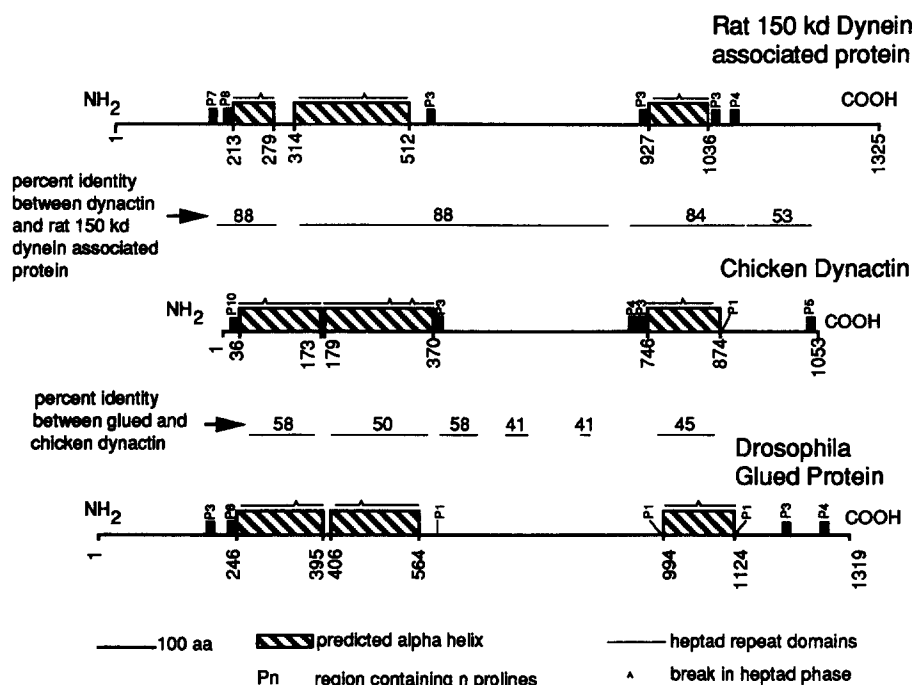 Rat 150 kd Dynein
associated protein
NH2
P7 P8 P3 P3 P3 P4
COOH
1 213 279 314 512 927 1036 1325
percent identity
between dynactin
and rat 150 kd
dynein associated
protein
88 88 84 53
Chicken Dynactin
NH2
P10 P3 P4 P3 P1 P5
COOH
1 36 173 179 370 746 874 1053
percent identity
between glued and
chicken dynactin
58 50 58 41 41 45
Drosophila
Glued Protein
NH2
P3 P6 P1 P1 P1 P3 P4
COOH
1 246 395 406 564 994 1124 1319
100 aa
predicted alpha helix
heptad repeat domains
Pn region containing n prolines
break in heptad phase